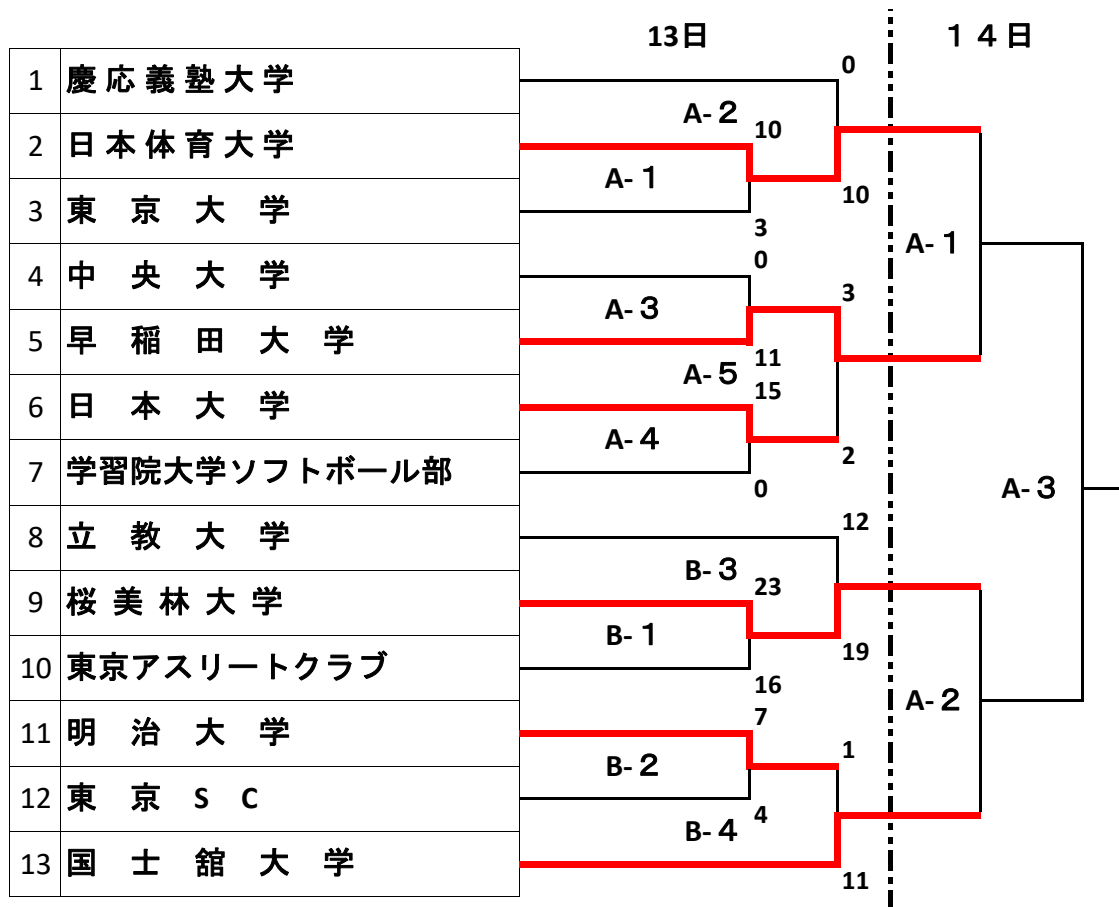 13日 １４日
1 慶応義塾大学
0
A-２
10
2 日本体育大学
A-１
10
3 東京大学
3
A-１
0
4 中央大学
3
A-３
5 早稲田大学
11
A-５
15
6 日本大学
A-４
2
7 学習院大学ソフトボール部
0
A-３
12
8 立教大学
B-３
23
9 桜美林大学
B-１
19
10 東京アスリートクラブ
16
A-２
7
11 明治大学
1
B-２
12 東京SC
4
B-４
13 国士舘大学
11